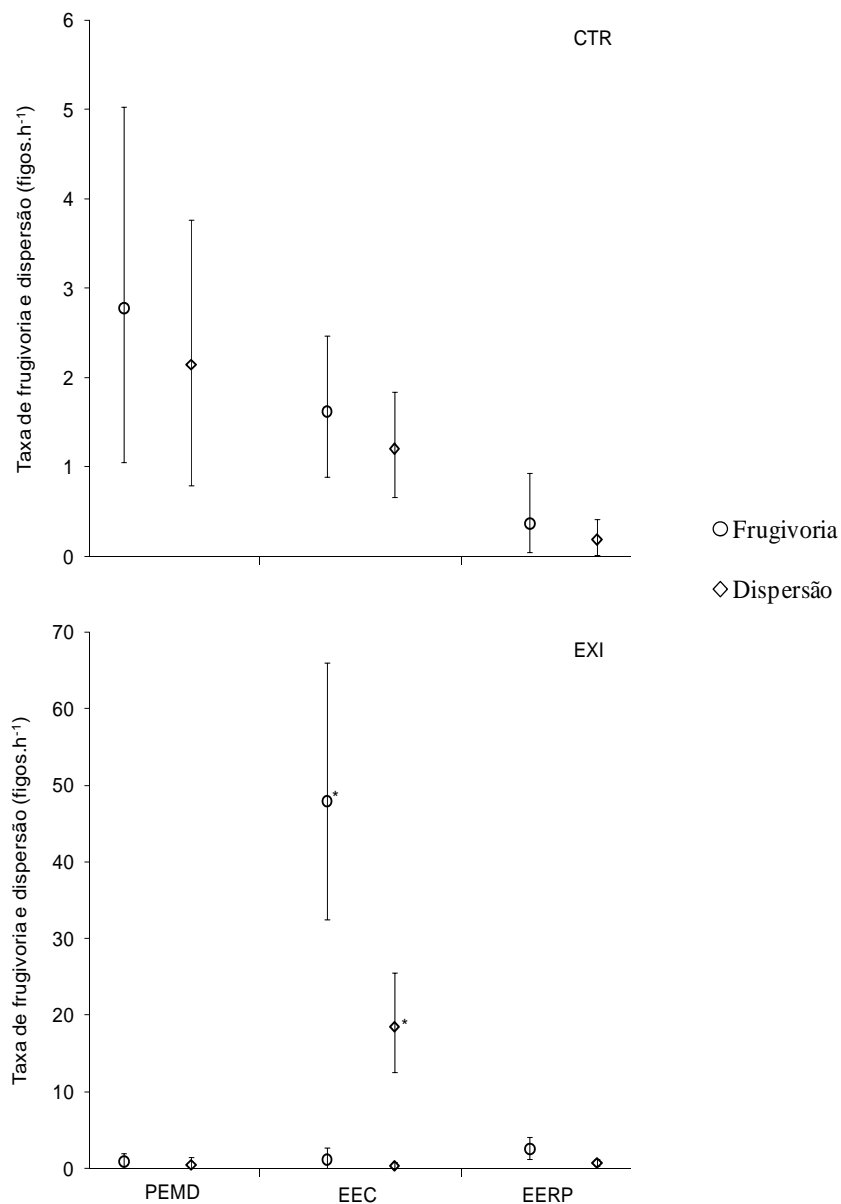 CTR
Taxa de frugivoria e dispersão (figos.h⁻¹)
6
5
4
3
2
1
0
Frugivoria
Dispersão
EXI
Taxa de frugivoria e dispersão (figos.h⁻¹)
70
60
50
40
30
20
10
0
*
*
PEMD EEC EERP